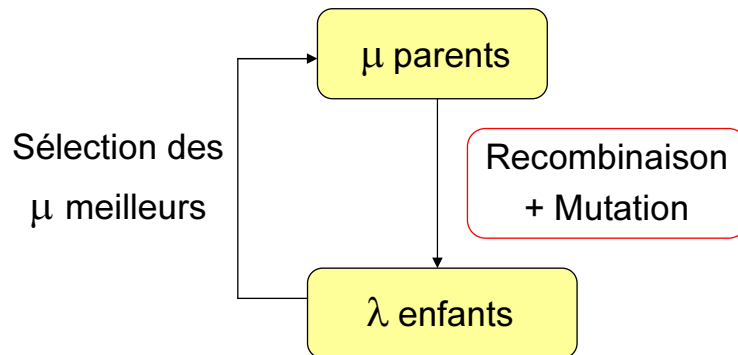 μ parents
Sélection des
μ meilleurs
Recombinaison
+ Mutation
λ enfants